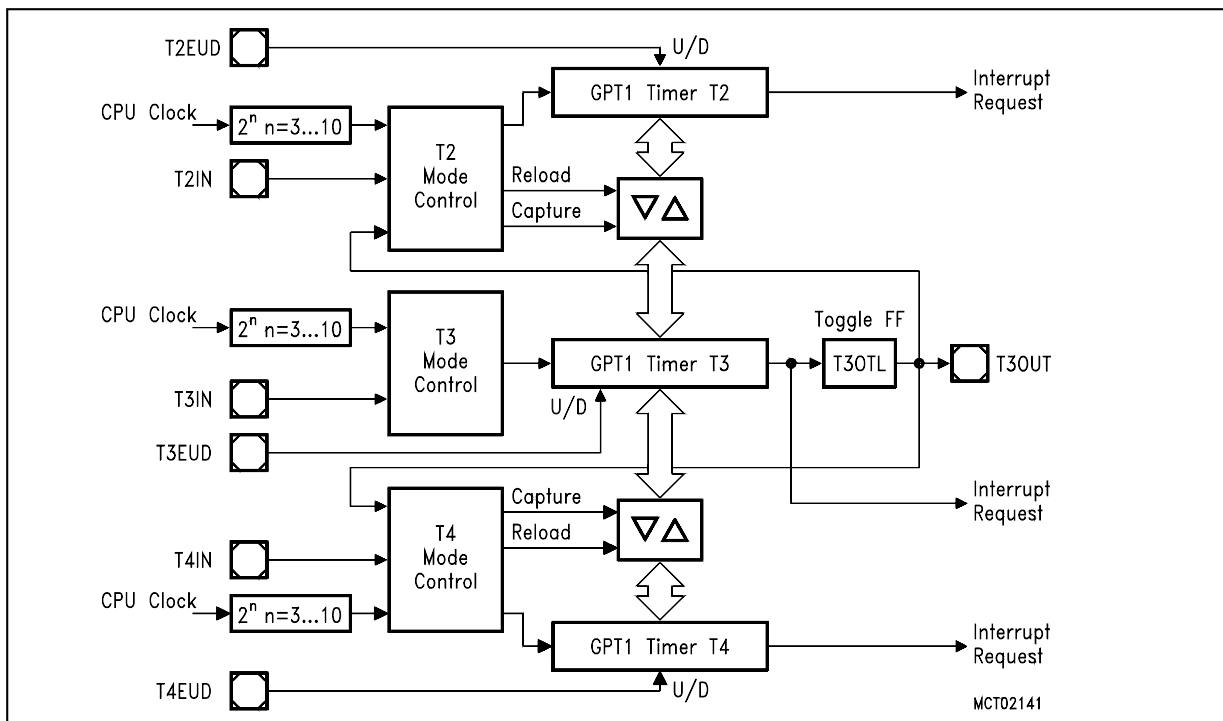 T2EUD
U/D
GPT1 Timer T2
Interrupt
Request
CPU Clock
2ⁿ n=3...10
T2
Mode
Control
T2IN
Reload
Capture
CPU Clock
2ⁿ n=3...10
T3
Mode
Control
Toggle FF
GPT1 Timer T3
T3OTL
T3OUT
T3IN
U/D
T3EUD
Capture
Interrupt
Request
T4
Mode
Control
Reload
T4IN
CPU Clock
2ⁿ n=3...10
GPT1 Timer T4
Interrupt
Request
T4EUD
U/D
MCT02141